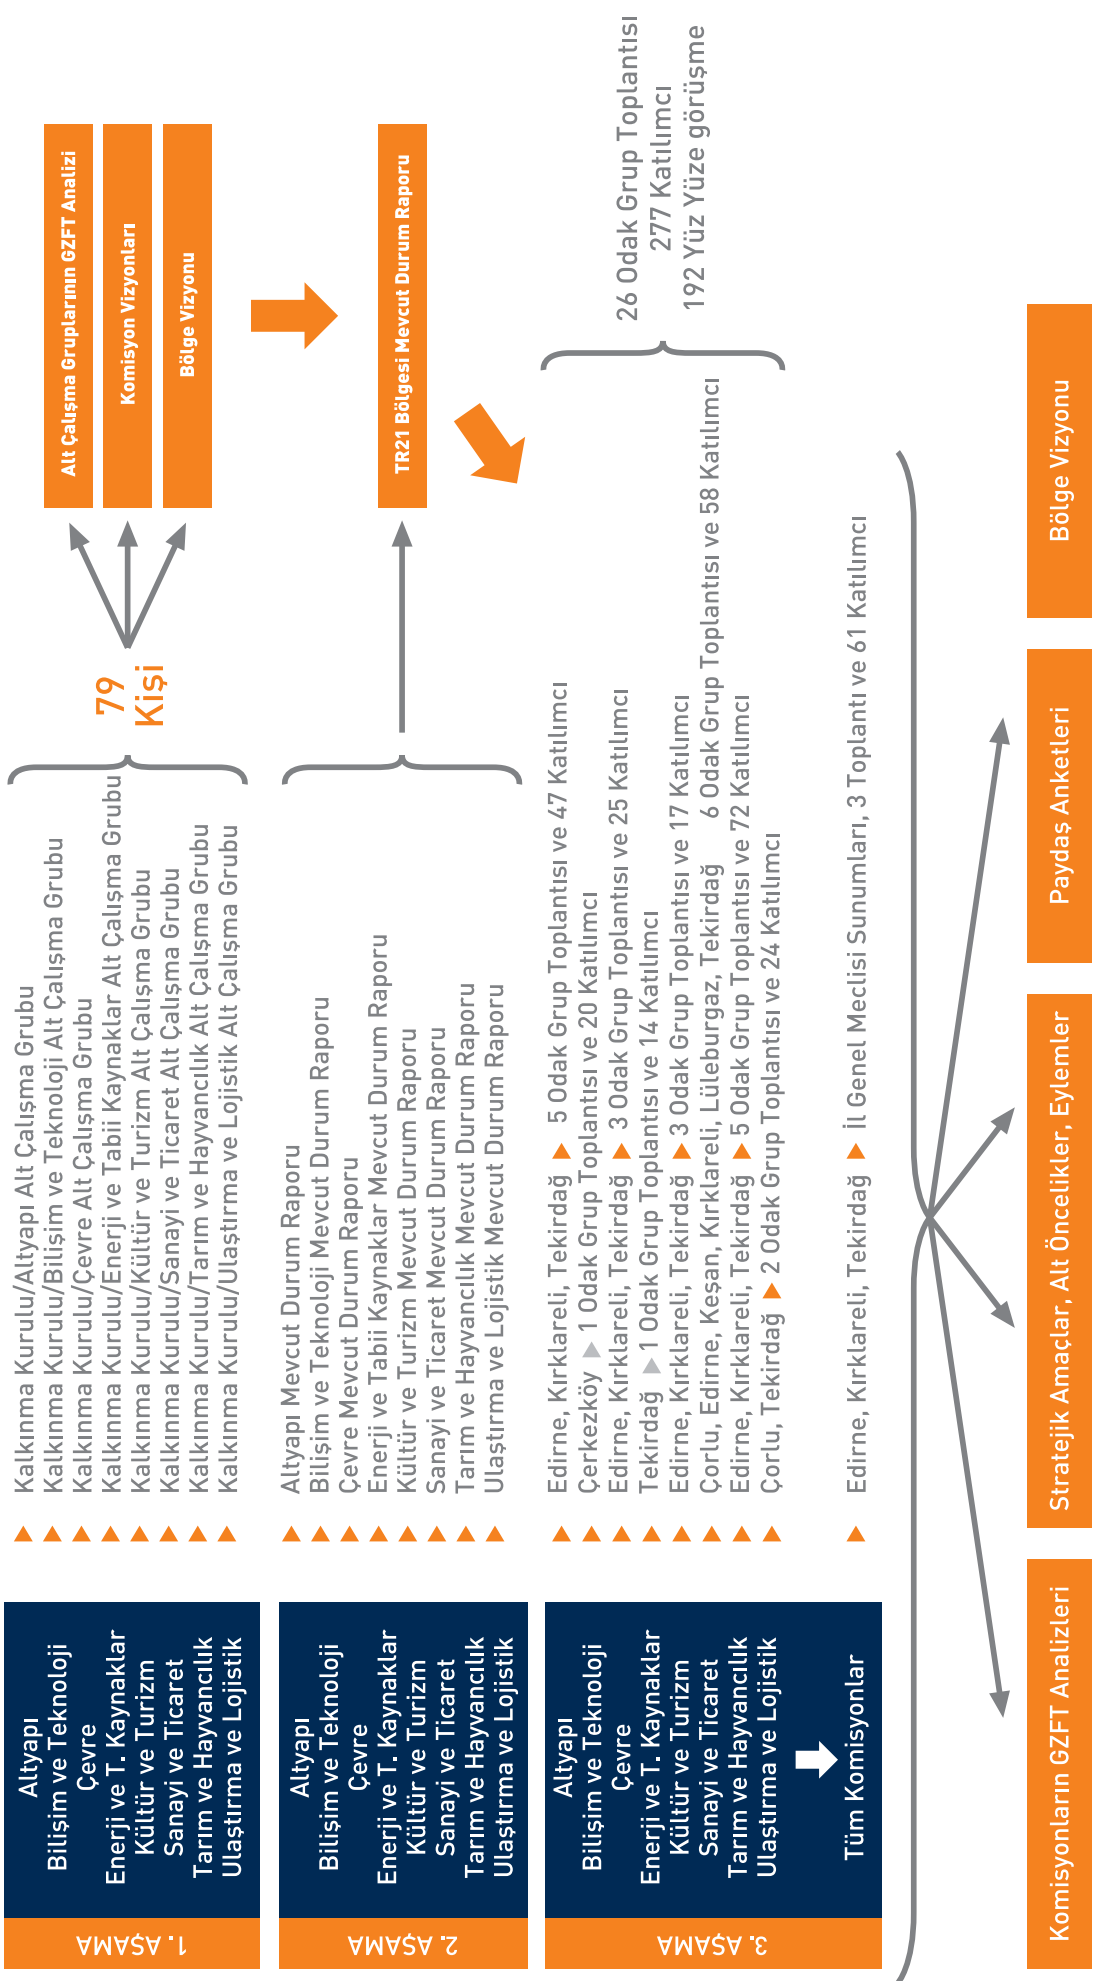 1. AŞAMA
Altyapı
Bilişim ve Teknoloji
Çevre
Enerji ve T. Kaynaklar
Kültür ve Turizm
Sanayi ve Ticaret
Tarım ve Hayvancılık
Ulaştırma ve Lojistik
Kalkınma Kurulu/Altyapı Alt Çalışma Grubu
Kalkınma Kurulu/Bilişim ve Teknoloji Alt Çalışma Grubu
Kalkınma Kurulu/Çevre Alt Çalışma Grubu
Kalkınma Kurulu/Enerji ve Tabii Kaynaklar Alt Çalışma Grubu
Kalkınma Kurulu/Kültür ve Turizm Alt Çalışma Grubu
Kalkınma Kurulu/Sanayi ve Ticaret Alt Çalışma Grubu
Kalkınma Kurulu/Tarım ve Hayvancılık Alt Çalışma Grubu
Kalkınma Kurulu/Ulaştırma ve Lojistik Alt Çalışma Grubu
79
Kişi
Alt Çalışma Gruplarının GZFT Analizi
Komisyon Vizyonları
Bölge Vizyonu
2. AŞAMA
Altyapı
Bilişim ve Teknoloji
Çevre
Enerji ve T. Kaynaklar
Kültür ve Turizm
Sanayi ve Ticaret
Tarım ve Hayvancılık
Ulaştırma ve Lojistik
Altyapı Mevcut Durum Raporu
Bilişim ve Teknoloji Mevcut Durum Raporu
Çevre Mevcut Durum Raporu
Enerji ve Tabii Kaynaklar Mevcut Durum Raporu
Kültür ve Turizm Mevcut Durum Raporu
Sanayi ve Ticaret Mevcut Durum Raporu
Tarım ve Hayvancılık Mevcut Durum Raporu
Ulaştırma ve Lojistik Mevcut Durum Raporu
TR21 Bölgesi Mevcut Durum Raporu
3. AŞAMA
Altyapı
Bilişim ve Teknoloji
Çevre
Enerji ve T. Kaynaklar
Kültür ve Turizm
Sanayi ve Ticaret
Tarım ve Hayvancılık
Ulaştırma ve Lojistik
Tüm Komisyonlar
Edirne, Kırklareli, Tekirdağ 5 Odak Grup Toplantısı ve 47 Katılımcı
Çerkezköy 1 Odak Grup Toplantısı ve 20 Katılımcı
Edirne, Kırklareli, Tekirdağ 3 Odak Grup Toplantısı ve 25 Katılımcı
Tekirdağ 1 Odak Grup Toplantısı ve 14 Katılımcı
Edirne, Kırklareli, Tekirdağ 3 Odak Grup Toplantısı ve 17 Katılımcı
Çorlu, Edirne, Keşan, Kırklareli, Lüleburgaz, Tekirdağ 6 Odak Grup Toplantısı ve 58 Katılımcı
Edirne, Kırklareli, Tekirdağ 5 Odak Grup Toplantısı ve 72 Katılımcı
Çorlu, Tekirdağ 2 Odak Grup Toplantısı ve 24 Katılımcı
Edirne, Kırklareli, Tekirdağ İl Genel Meclisi Sunumları, 3 Toplantı ve 61 Katılımcı
26 Odak Grup Toplantısı
277 Katılımcı
192 Yüz Yüze görüşme
Komisyonların GZFT Analizleri
Stratejik Amaçlar, Alt Öncelikler, Eylemler
Paydaş Anketleri
Bölge Vizyonu